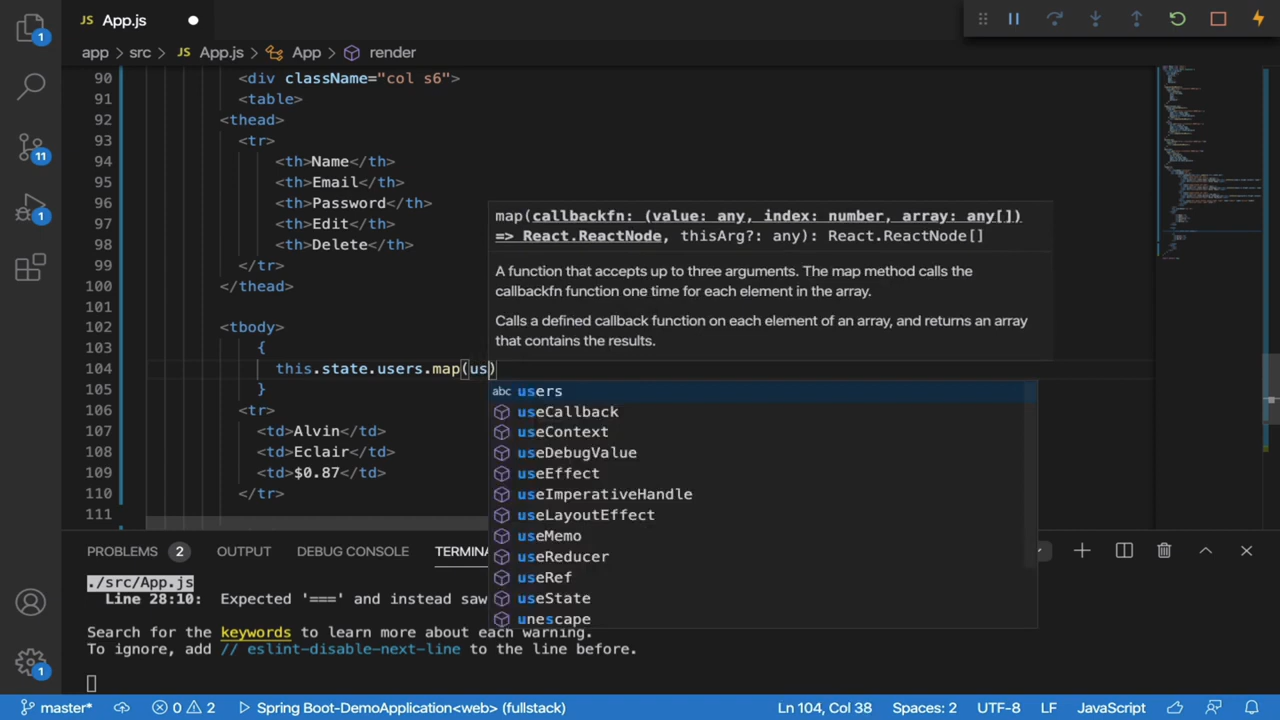 JS App.js
app > src > JS App.js > App > render
90 <div className="col s6">
91 <table>
92 <thead>
93 <tr>
94 <th>Name</th>
95 <th>Email</th>
96 <th>Password</th>
97 <th>Edit</th>
98 <th>Delete</th>
99 </tr>
100 </thead>
101
102 <tbody>
103 {
104 this.state.users.map(us)
105 }
106 <tr>
107 <td>Alvin</td>
108 <td>Eclair</td>
109 <td>$0.87</td>
110 </tr>
111
map(callbackfn: (value: any, index: number, array: any[])
=> React.ReactNode, thisArg?: any): React.ReactNode[]
A function that accepts up to three arguments. The map method calls the
callbackfn function one time for each element in the array.
Calls a defined callback function on each element of an array, and returns an array
that contains the results.
abc users
useCallback
useContext
useDebugValue
useEffect
useImperativeHandle
useLayoutEffect
useMemo
useReducer
useRef
useState
unescape
1
11
1
1
PROBLEMS 2 OUTPUT DEBUG CONSOLE TERMINA
./src/App.js
Line 28:10: Expected '===' and instead saw
Search for the keywords to learn more about each warning.
To ignore, add // eslint-disable-next-line to the line before.
master* 0 2 Spring Boot-DemoApplication<web> (fullstack) Ln 104, Col 38 Spaces: 2 UTF-8 LF JavaScript